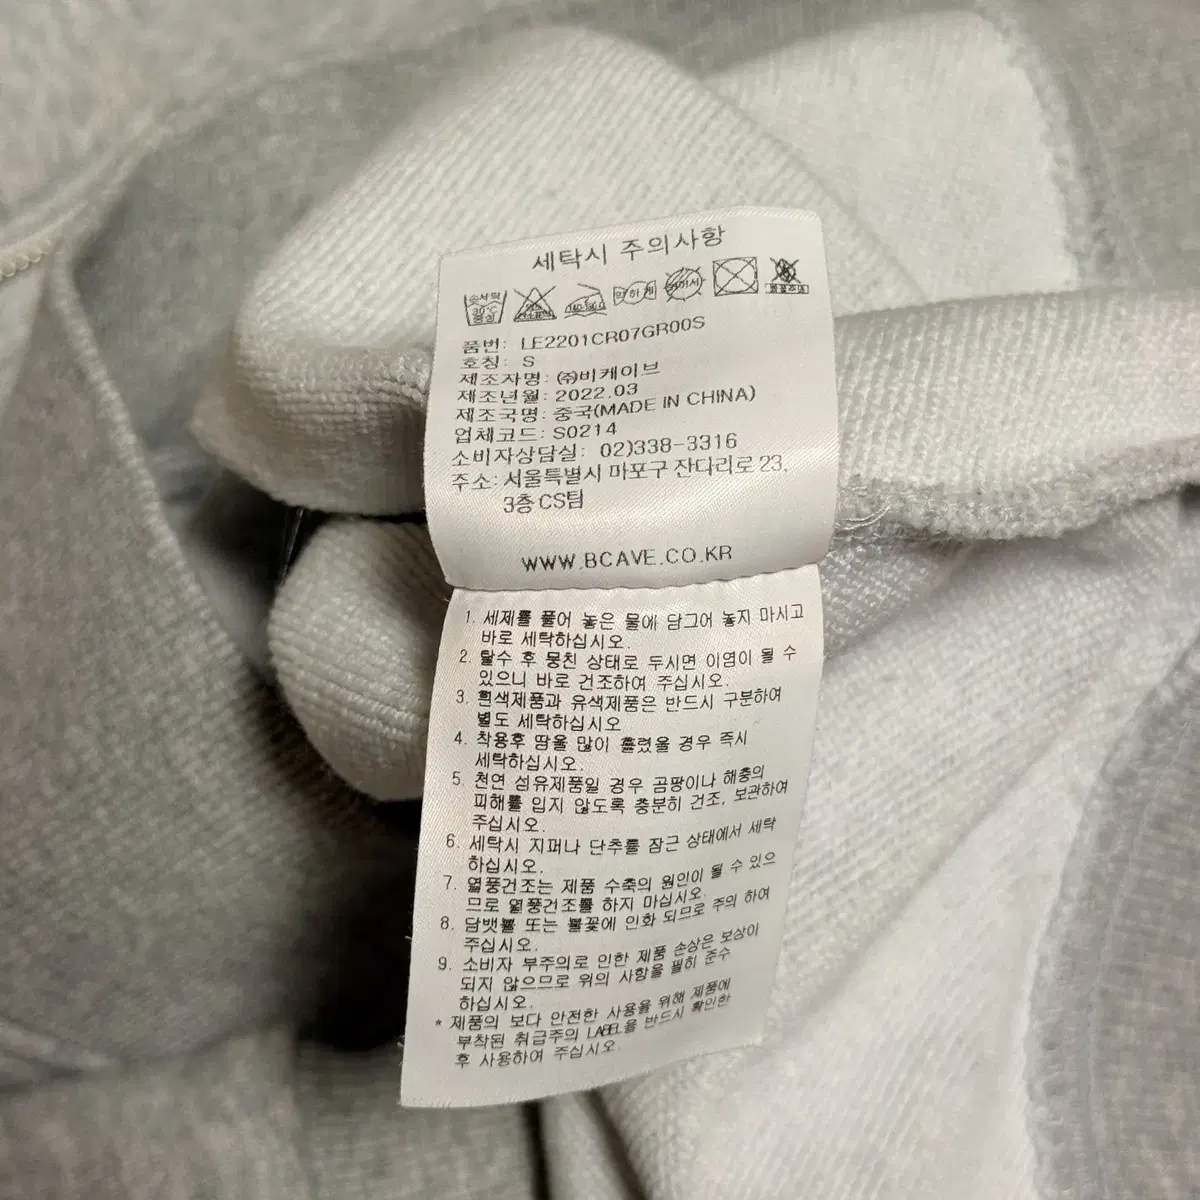 세탁시 주의사항
손세탁
30℃
중성
품번: LE2201CR07GR00S
호칭: S
제조자명: ㈜비케이브
제조년월: 2022.03
제조국명: 중국(MADE IN CHINA)
업체코드: S0214
소비자상담실: 02)338-3316
주소: 서울특별시 마포구 잔다리로 23,
3층 CS팀
WWW.BCAVE.CO.KR
1. 세제를 풀어 놓은 물에 담그어 놓지 마시고
바로 세탁하십시오.
2. 탈수 후 뭉친 상태로 두시면 이염이 될 수
있으니 바로 건조하여 주십시오.
3. 흰색제품과 유색제품은 반드시 구분하여
별도 세탁하십시오
4. 착용후 땀을 많이 흘렸을 경우 즉시
세탁하십시오.
5. 천연 섬유제품일 경우 곰팡이나 해충의
피해를 입지 않도록 충분히 건조, 보관하여
주십시오.
6. 세탁시 지퍼나 단추를 잠근 상태에서 세탁
하십시오.
7. 열풍건조는 제품 수축의 원인이 될 수 있으
므로 열풍건조를 하지 마십시오.
8. 담뱃불 또는 불꽃에 인화 되므로 주의 하여
주십시오.
9. 소비자 부주의로 인한 제품 손상은 보상이
되지 않으므로 위의 사항을 필히 준수
하십시오.
* 제품의 보다 안전한 사용을 위해 제품에
부착된 취급주의 LABEL을 반드시 확인한
후 사용하여 주십시오.